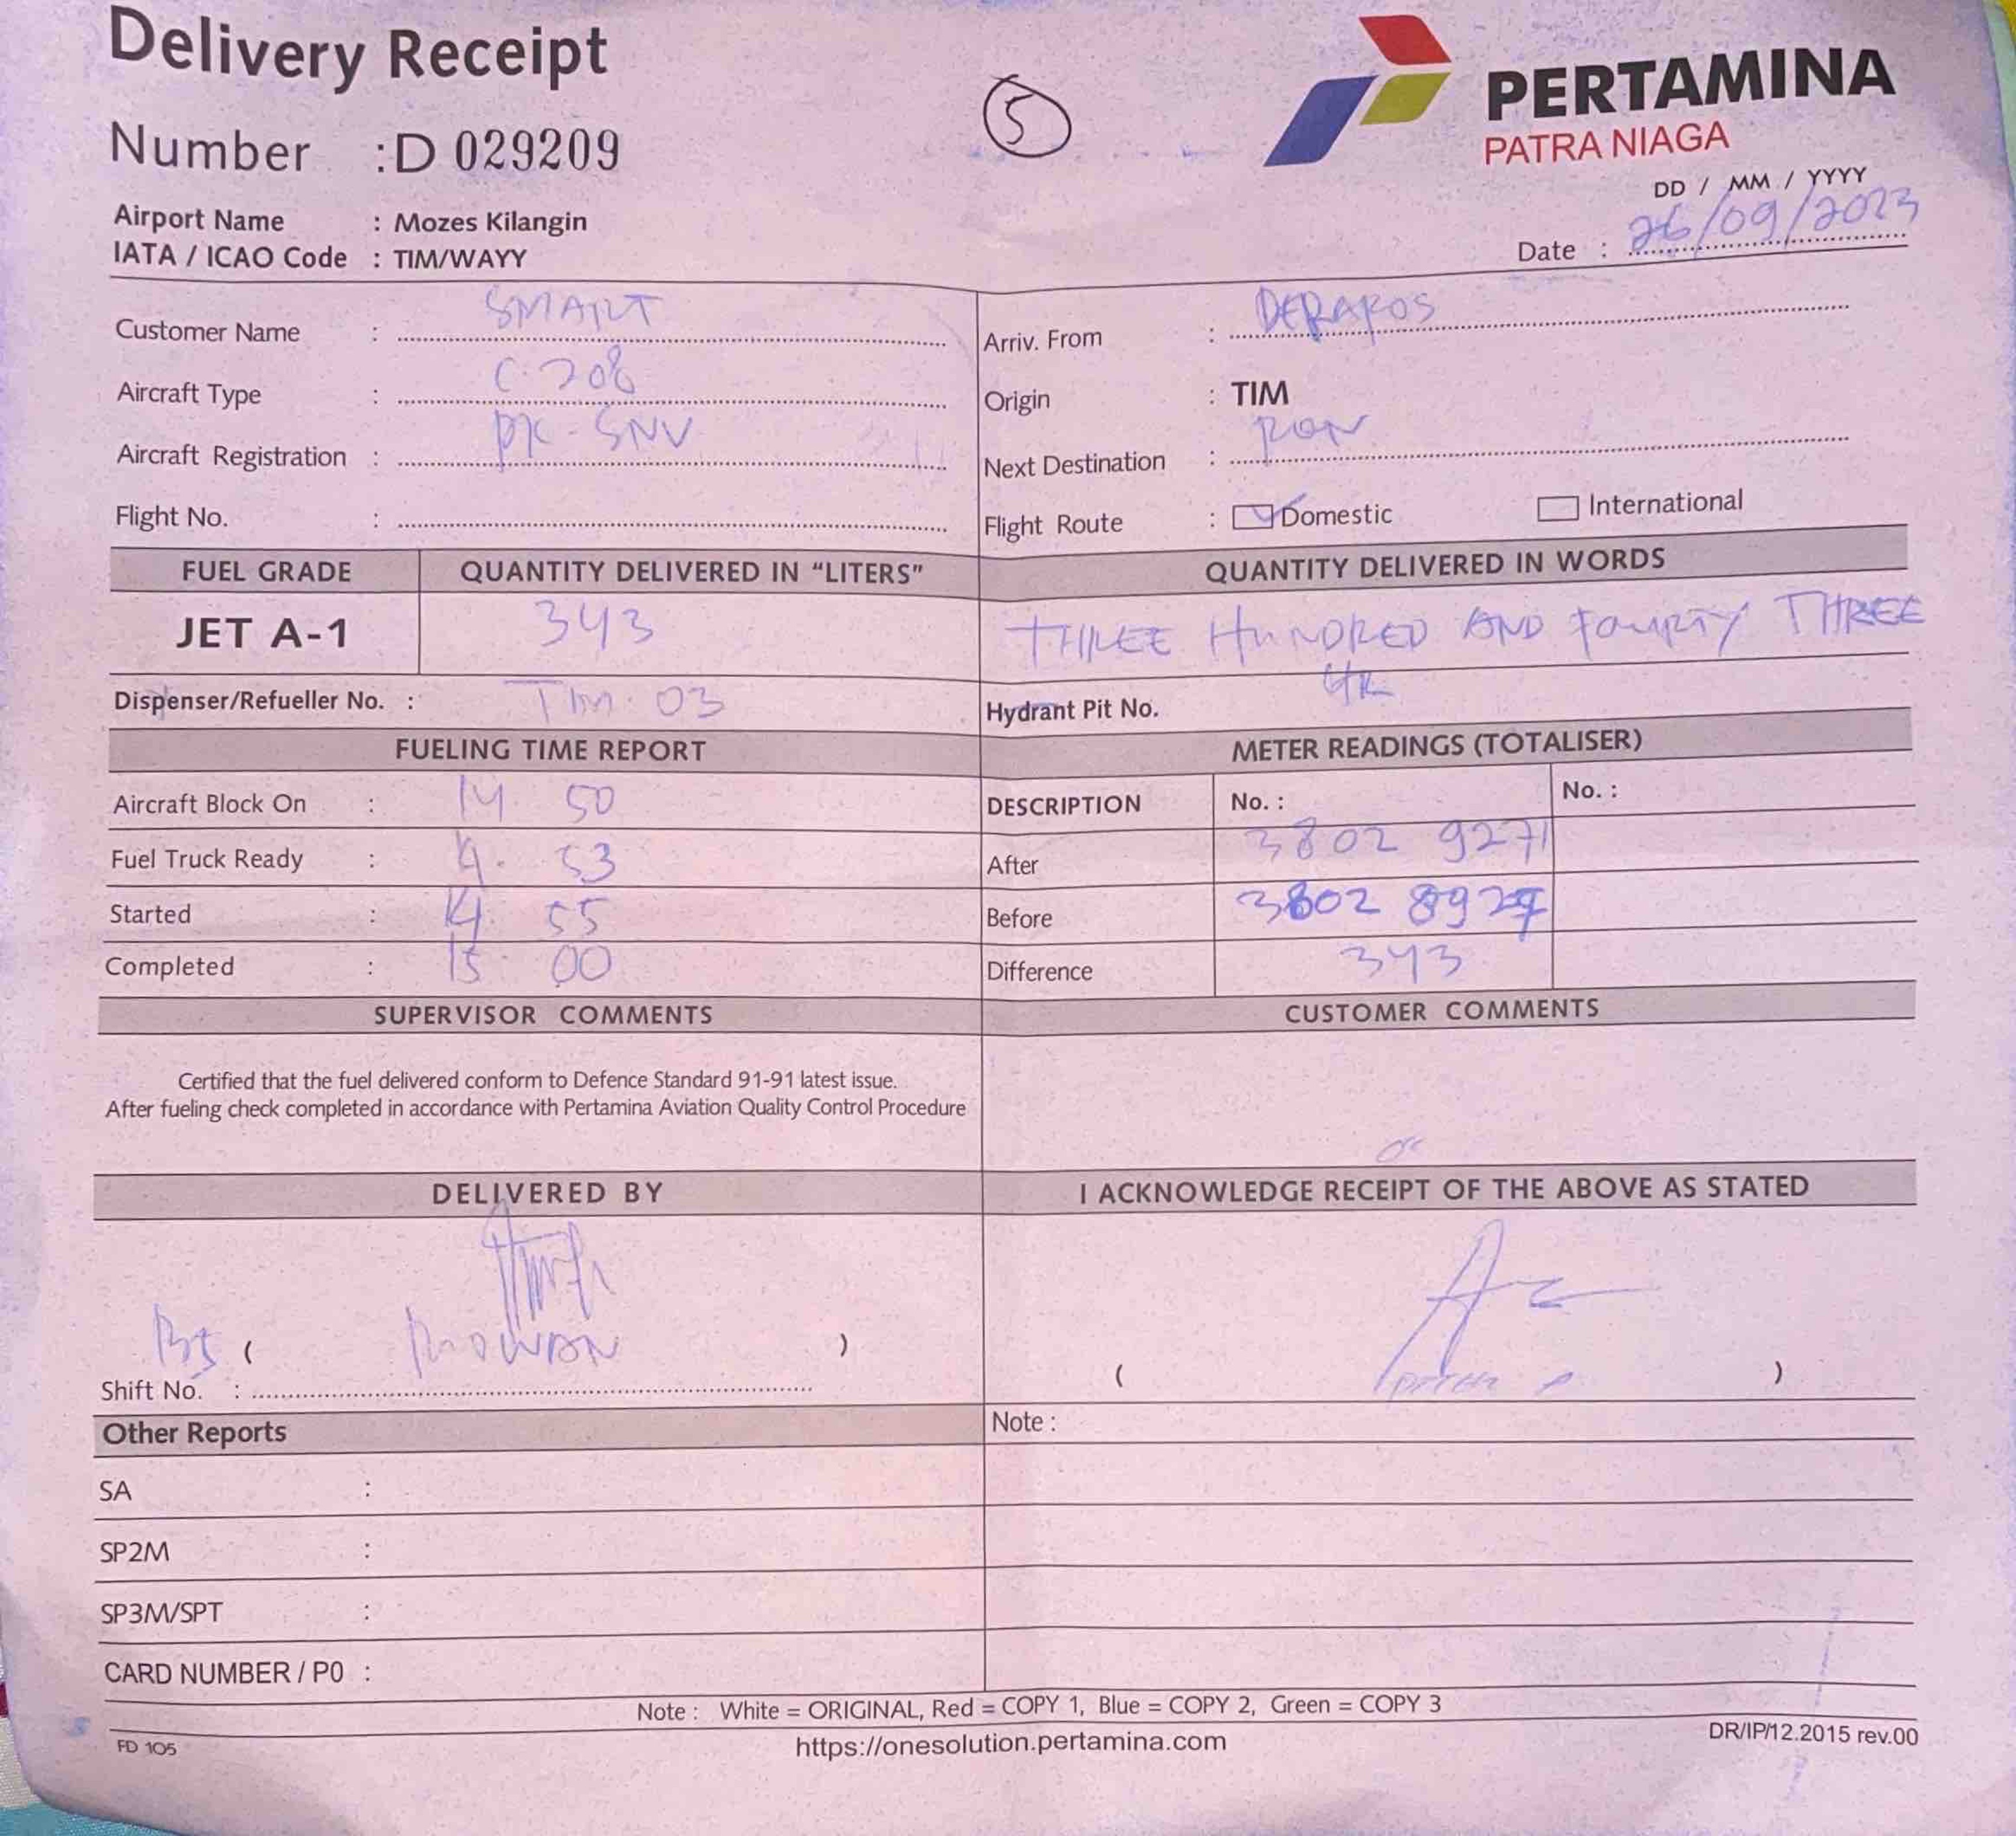 Delivery Receipt
5
PERTAMINA
PATRA NIAGA
Number : D 029209
DD / MM / YYYY
Date : 26/09/2023
Airport Name : Mozes Kilangin
IATA / ICAO Code : TIM/WAYY
Customer Name : SMART
Aircraft Type : C.208
Aircraft Registration : PK-SNV
Flight No. :
Arriv. From :
Origin : TIM
Next Destination : RON
Flight Route : Domestic International
FUEL GRADE QUANTITY DELIVERED IN “LITERS” QUANTITY DELIVERED IN WORDS
JET A-1 343 THREE HUNDRED AND FOURTY THREE
Dispenser/Refueller No. : TIM. 03 Hydrant Pit No.
FUELING TIME REPORT
Aircraft Block On : 14. 50
Fuel Truck Ready : 14. 53
Started : 14. 55
Completed : 15. 00
METER READINGS (TOTALISER)
DESCRIPTION No. : No. :
After 3802 9271
Before 3802
Difference 343
SUPERVISOR COMMENTS
Certified that the fuel delivered conform to Defence Standard 91-91 latest issue.
After fueling check completed in accordance with Pertamina Aviation Quality Control Procedure
CUSTOMER COMMENTS
DELIVERED BY
( )
Shift No. :
I ACKNOWLEDGE RECEIPT OF THE ABOVE AS STATED
( )
Other Reports
SA :
SP2M :
SP3M/SPT :
CARD NUMBER / P0 :
Note :
Note : White = ORIGINAL, Red = COPY 1, Blue = COPY 2, Green = COPY 3
FD 105
https://onesolution.pertamina.com
DR/IP/12.2015 rev.00